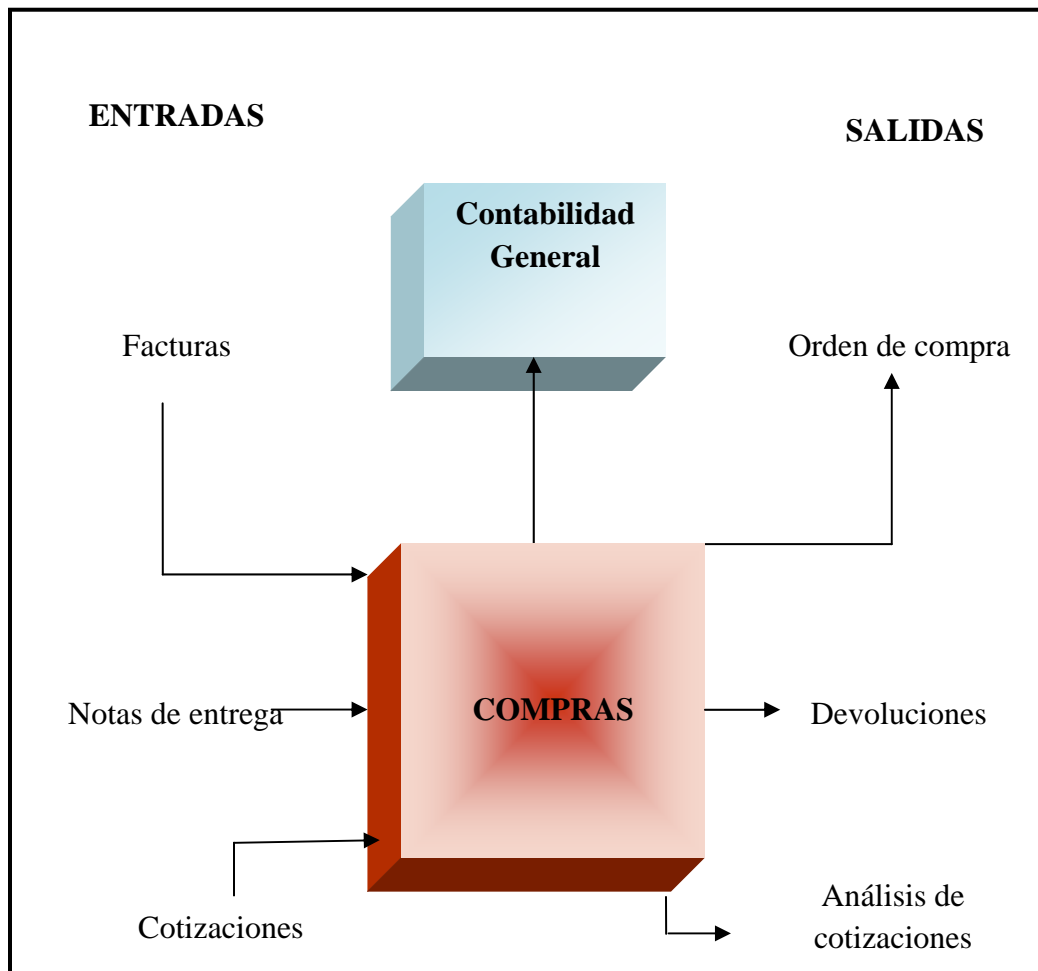 ENTRADAS
SALIDAS
Contabilidad
General
Facturas
Orden de compra
Notas de entrega
COMPRAS
Devoluciones
Cotizaciones
Análisis de
cotizaciones